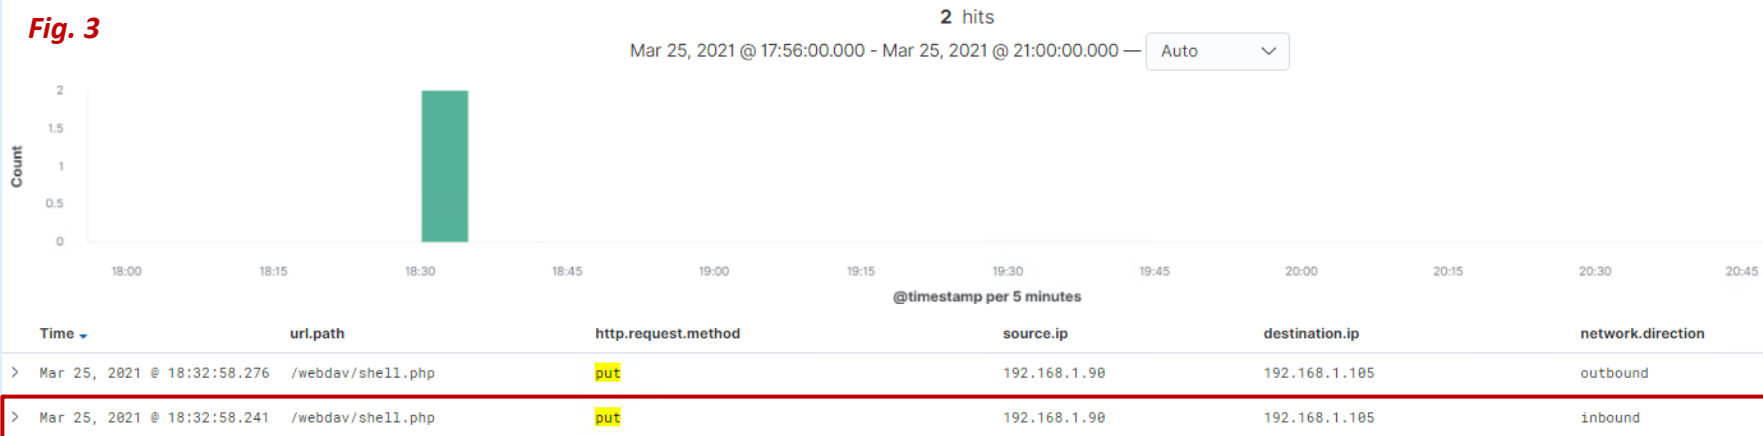 Fig. 3
2 hits
Mar 25, 2021 @ 17:56:00.000 - Mar 25, 2021 @ 21:00:00.000 — Auto
Count
2
1.5
1
0.5
0
18:00 18:15 18:30 18:45 19:00 19:15 19:30 19:45 20:00 20:15 20:30 20:45
@timestamp per 5 minutes
Time url.path http.request.method source.ip destination.ip network.direction
> Mar 25, 2021 @ 18:32:58.276 /webdav/shell.php put 192.168.1.90 192.168.1.105 outbound
> Mar 25, 2021 @ 18:32:58.241 /webdav/shell.php put 192.168.1.90 192.168.1.105 inbound